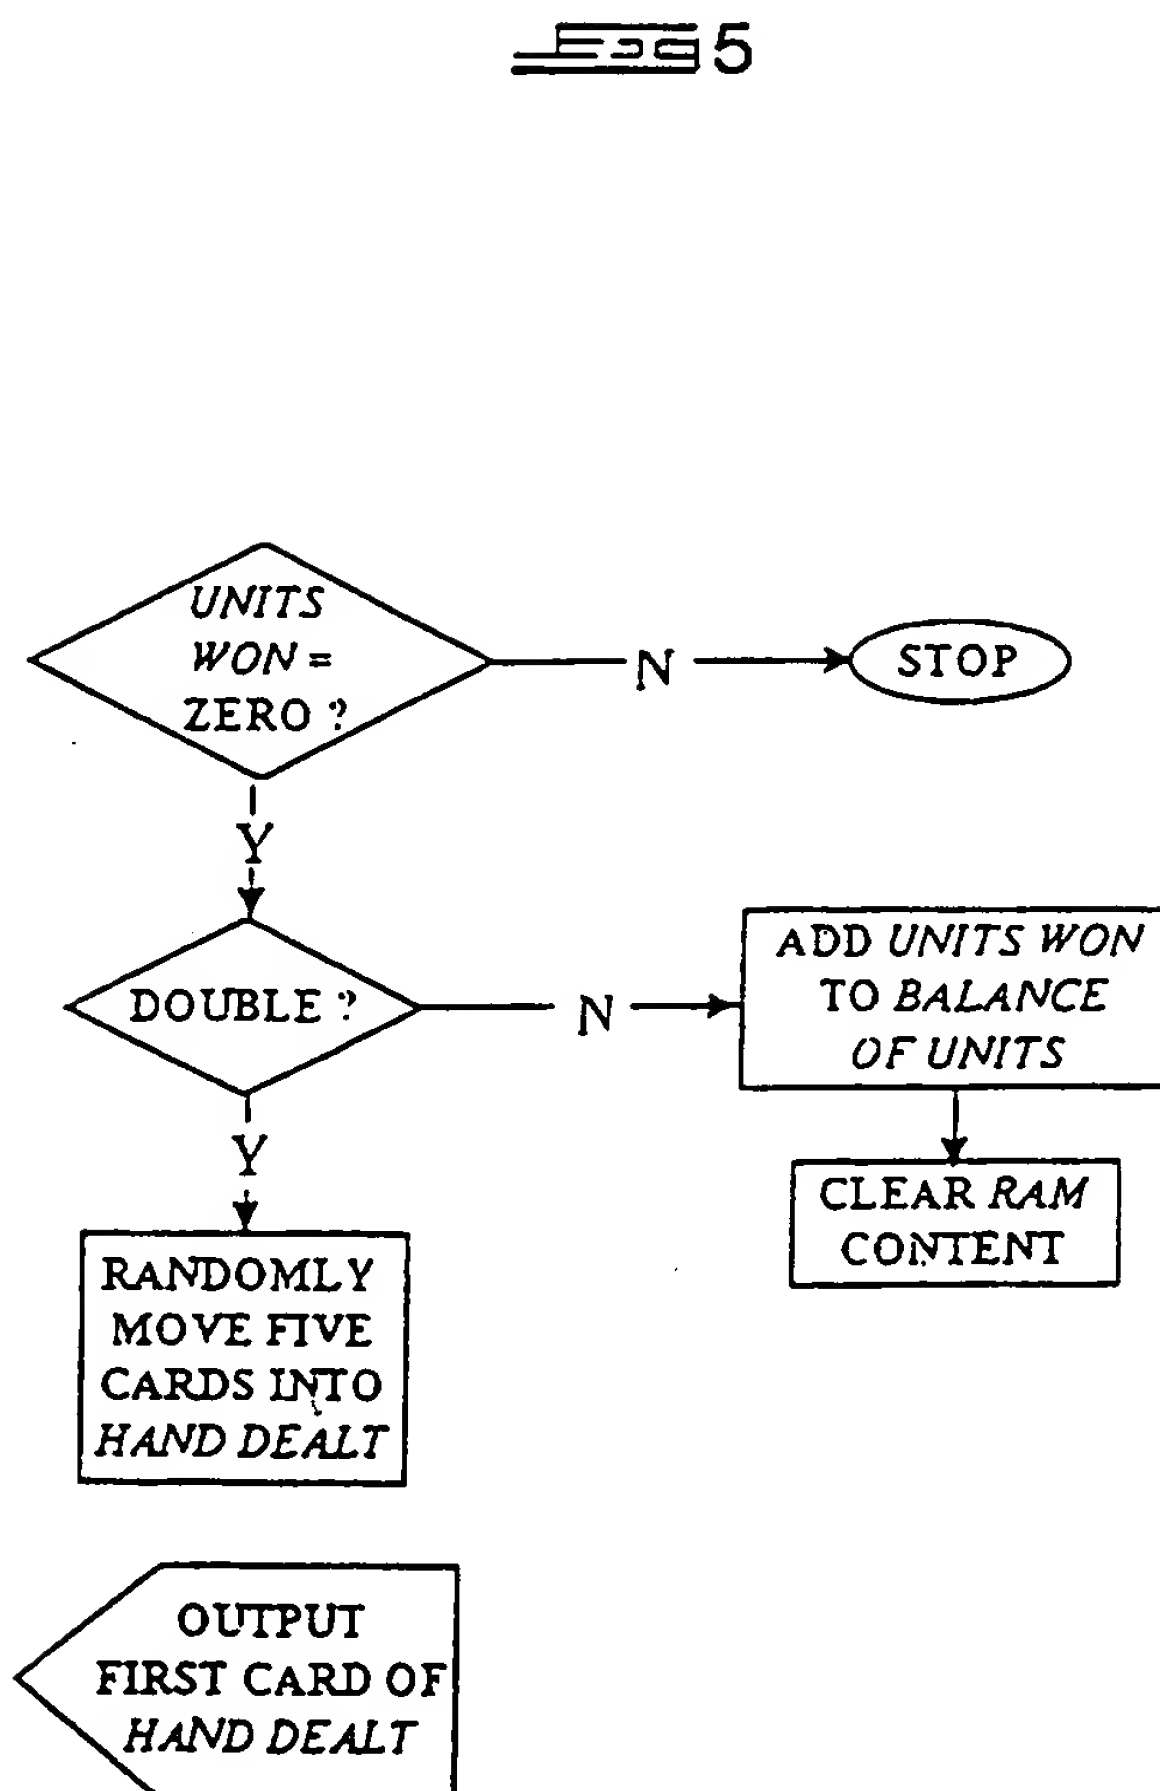 FIG 5
UNITS
WON =
ZERO ?
N
STOP
Y
DOUBLE ?
N
ADD UNITS WON
TO BALANCE
OF UNITS
Y
CLEAR RAM
CONTENT
RANDOMLY
MOVE FIVE
CARDS INTO
HAND DEALT
OUTPUT
FIRST CARD OF
HAND DEALT